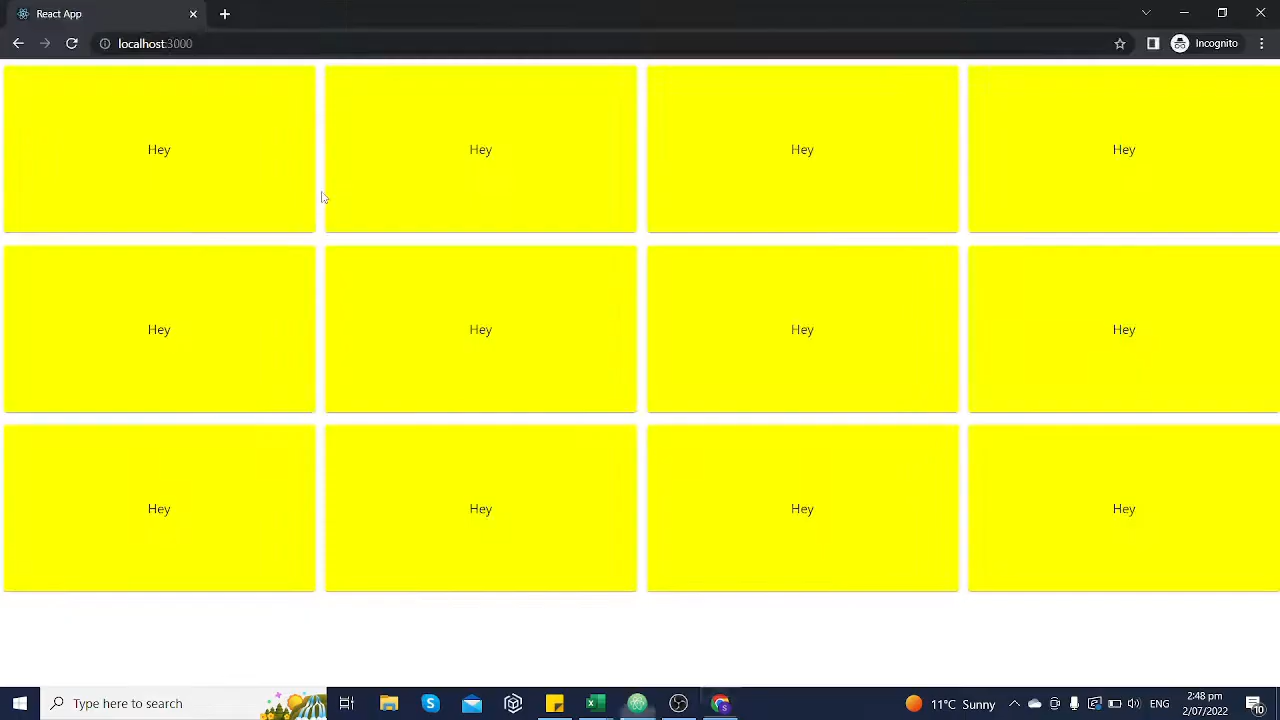 React App
localhost:3000
Incognito
Hey Hey Hey Hey
Hey Hey Hey Hey
Hey Hey Hey Hey
Type here to search
11°C Sunny
2:48 pm
2/07/2022
10